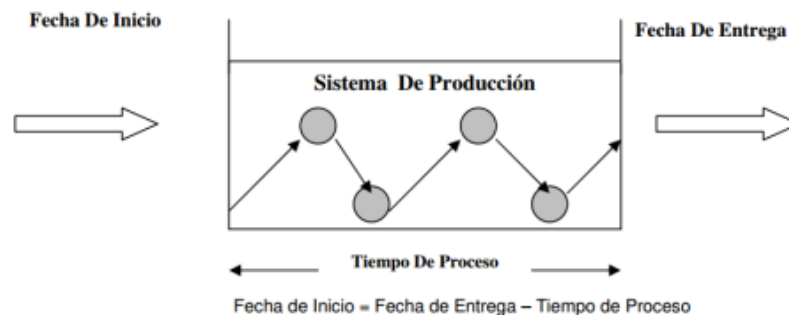 Fecha De Inicio
Fecha De Entrega
Sistema De Producción
Tiempo De Proceso
Fecha de Inicio = Fecha de Entrega – Tiempo de Proceso